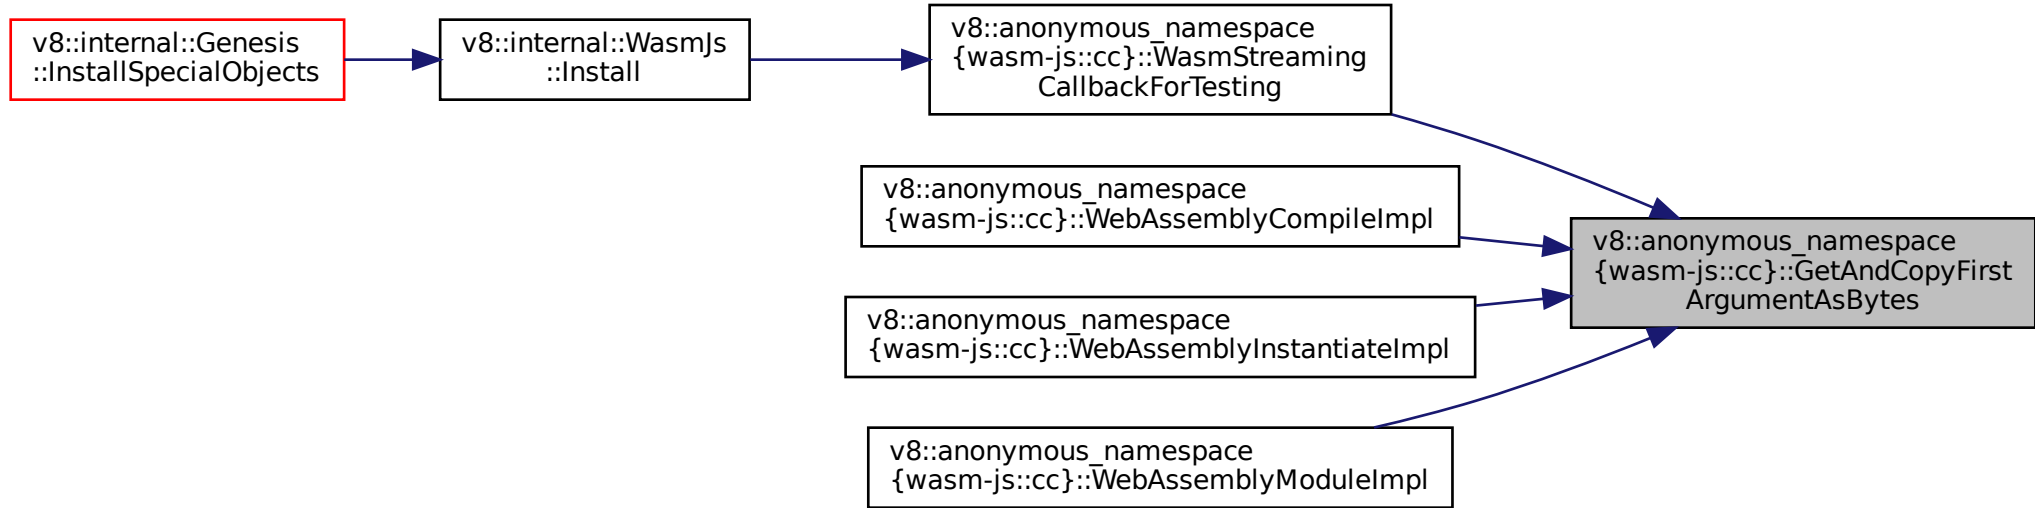 v8::internal::Genesis
::InstallSpecialObjects
v8::internal::WasmJs
::Install
v8::anonymous_namespace
{wasm-js::cc}::WasmStreaming
CallbackForTesting
v8::anonymous_namespace
{wasm-js::cc}::WebAssemblyCompileImpl
v8::anonymous_namespace
{wasm-js::cc}::WebAssemblyInstantiateImpl
v8::anonymous_namespace
{wasm-js::cc}::WebAssemblyModuleImpl
v8::anonymous_namespace
{wasm-js::cc}::GetAndCopyFirst
ArgumentAsBytes